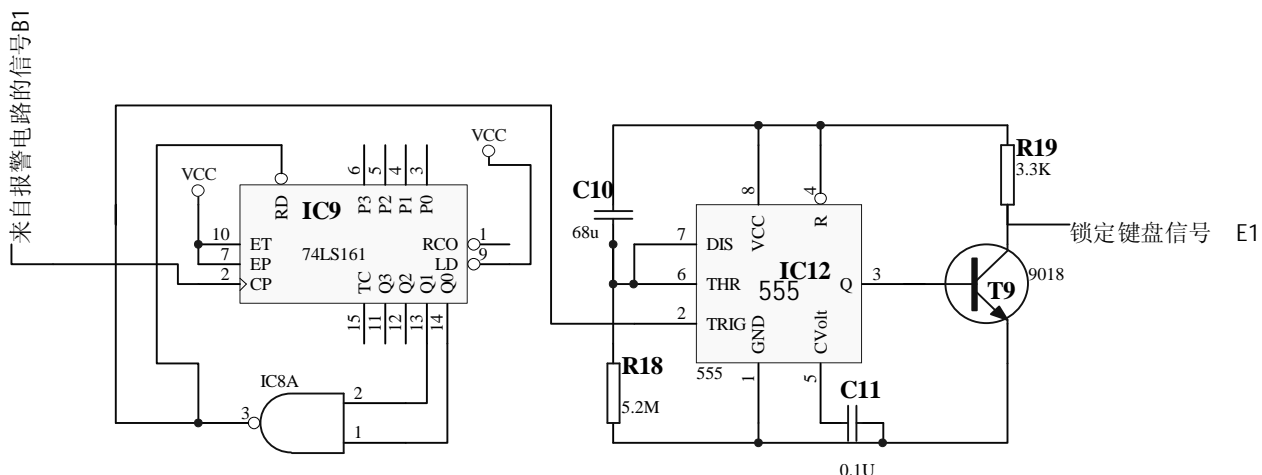 来自报警电路的信号B1
VCC
VCC
6
5
4
3
RD
P3
P2
P1
P0
IC9
74LS161
10
7
2
ET
EP
CP
RCO
LD
1
9
TC
Q3
Q2
Q1
Q0
15
11
12
13
14
IC8A
3
2
1
C10
68u
R18
5.2M
8
4
VCC
R
7
6
2
DIS
THR
TRIG
IC12
555
Q
3
GND
CVolt
555
1
5
C11
0.1U
R19
3.3K
锁定键盘信号 E1
9018
T9